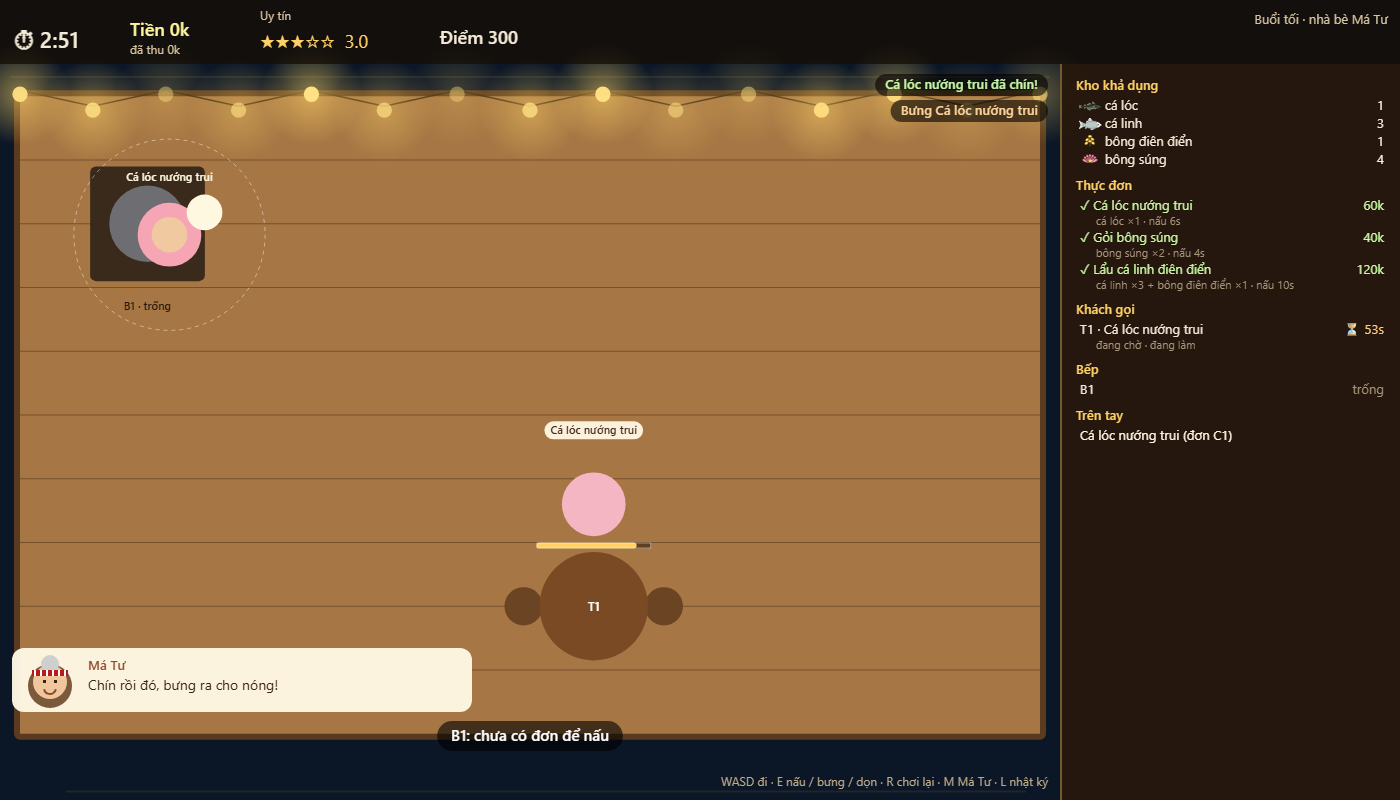 2:51
Tiền 0k
đã thu 0k
Uy tín
★★★☆☆ 3.0
Điểm 300
Buổi tối · nhà bè Má Tư
Cá lóc nướng trui đã chín!
Bưng Cá lóc nướng trui
Cá lóc nướng trui
B1 · trống
Cá lóc nướng trui
T1
Má Tư
Chín rồi đó, bưng ra cho nóng!
B1: chưa có đơn để nấu
WASD đi · E nấu / bưng / dọn · R chơi lại · M Má Tư · L nhật ký
Kho khả dụng
cá lóc 1
cá linh 3
bông điên điển 1
bông súng 4
Thực đơn
✓ Cá lóc nướng trui 60k
cá lóc ×1 · nấu 6s
✓ Gỏi bông súng 40k
bông súng ×2 · nấu 4s
✓ Lẩu cá linh điên điển 120k
cá linh ×3 + bông điên điển ×1 · nấu 10s
Khách gọi
T1 · Cá lóc nướng trui ⏳ 53s
đang chờ · đang làm
Bếp
B1 trống
Trên tay
Cá lóc nướng trui (đơn C1)